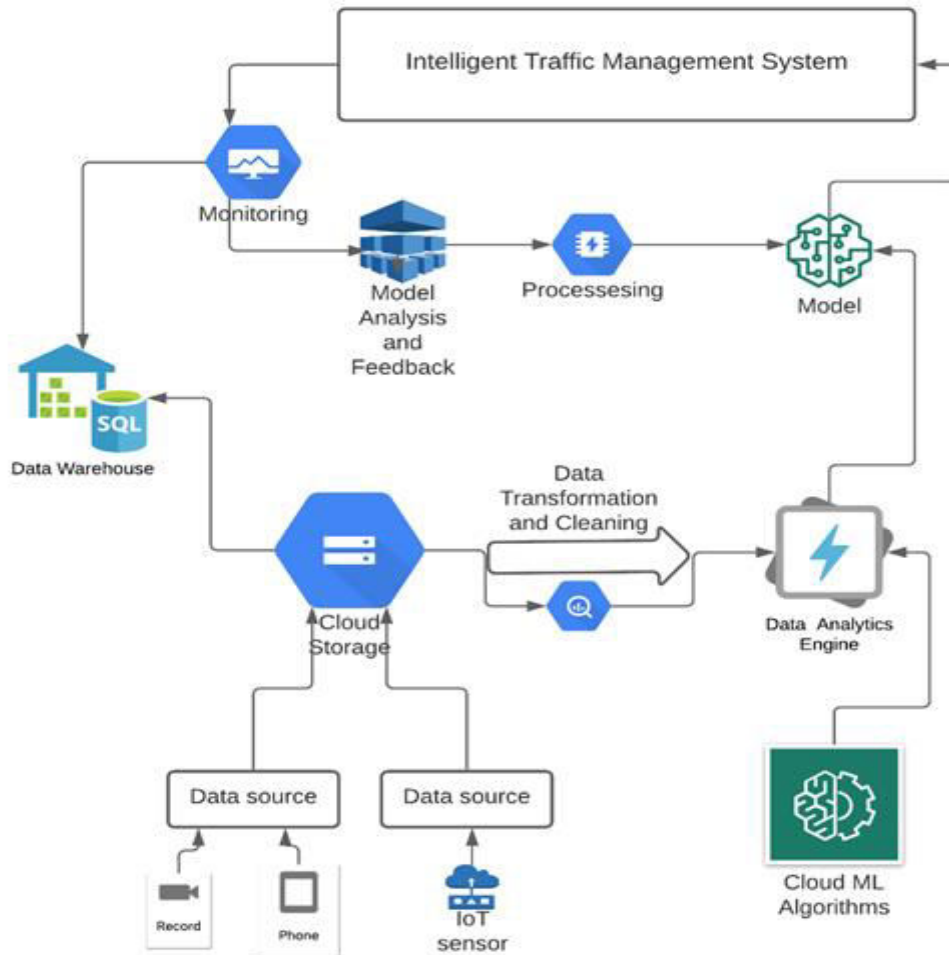 Intelligent Traffic Management System
Monitoring
Model
Analysis
and
Feedback
Processesing
Model
SQL
Data Warehouse
Data
Transformation
and Cleaning
Cloud
Storage
Data Analytics
Engine
Data source
Data source
Record
Phone
IoT
sensor
Cloud ML
Algorithms